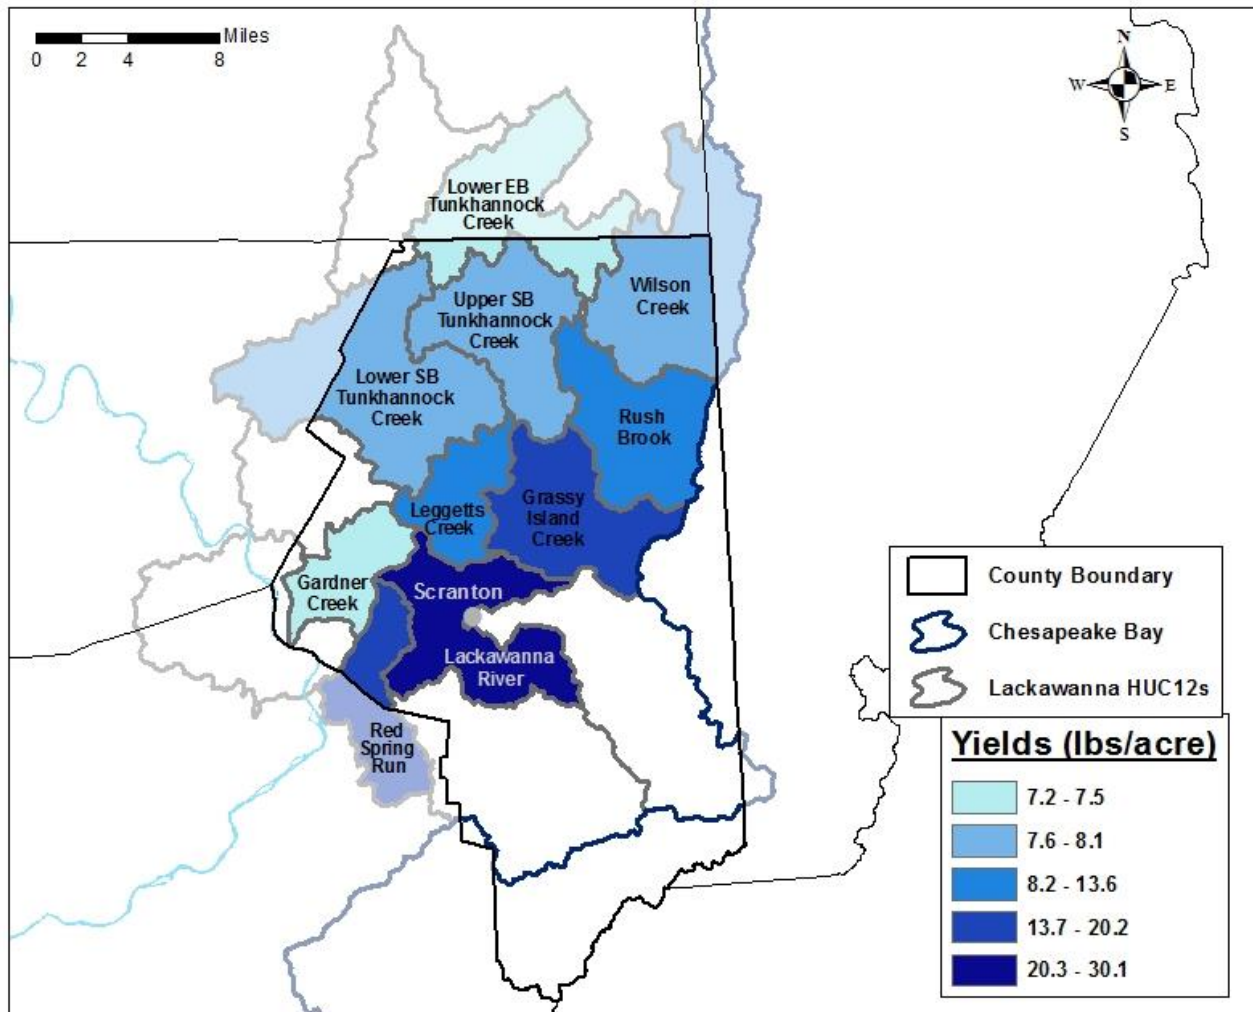 Miles
0 2 4 8
N
W E
S
Lower EB
Tunkhannock
Creek
Wilson
Creek
Upper SB
Tunkhannock
Creek
Lower SB
Tunkhannock
Creek
Rush
Brook
Leggetts
Creek
Grassy
Island
Creek
Gardner
Creek
Scranton
Lackawanna
River
Red
Spring
Run
County Boundary
Chesapeake Bay
Lackawanna HUC12s
Yields (lbs/acre)
7.2 - 7.5
7.6 - 8.1
8.2 - 13.6
13.7 - 20.2
20.3 - 30.1